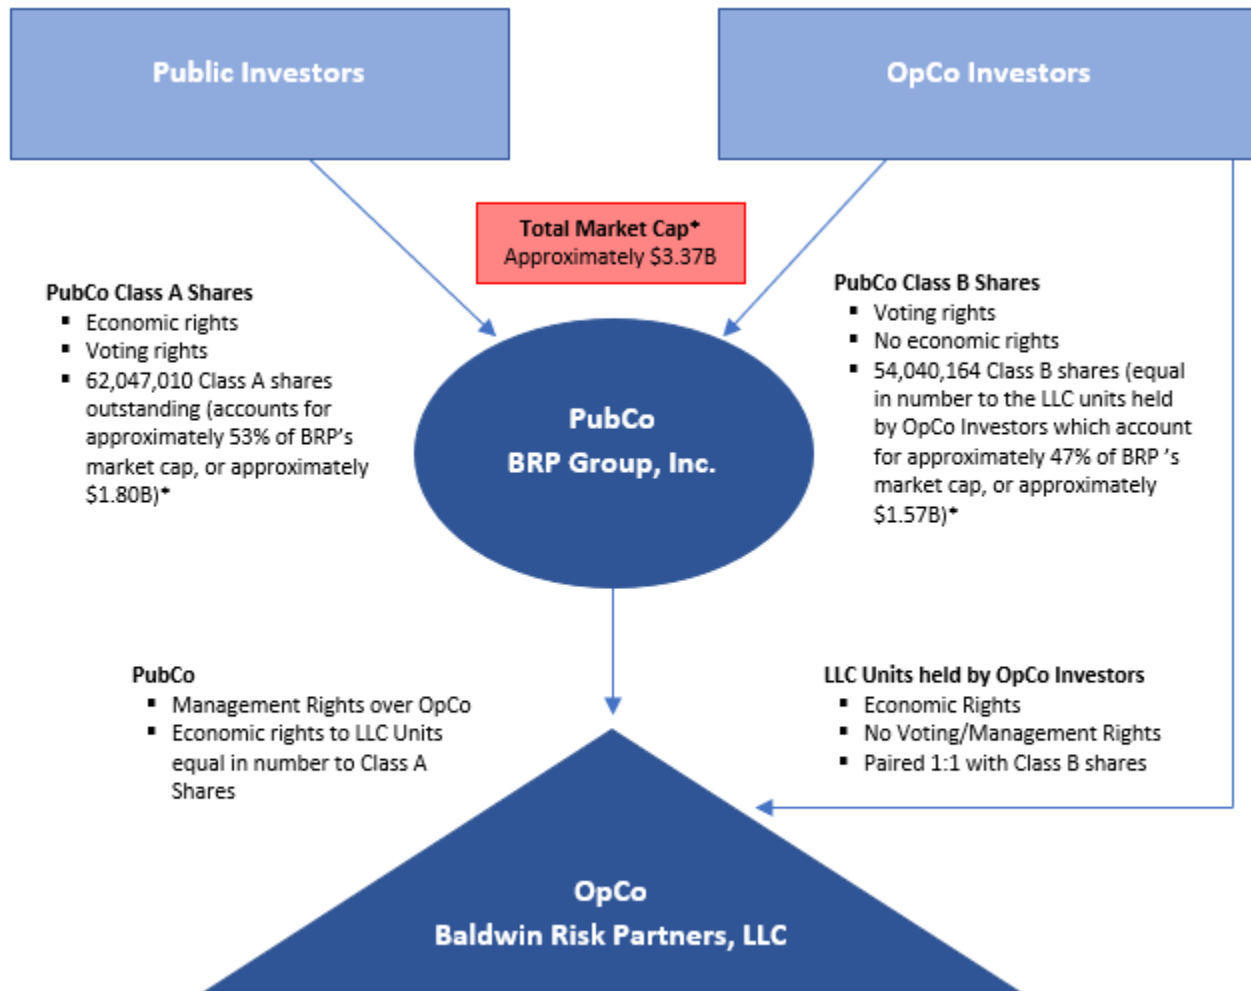 Public Investors
OpCo Investors
Total Market Cap*
Approximately $3.37B
PubCo Class A Shares
▪ Economic rights
▪ Voting rights
▪ 62,047,010 Class A shares
outstanding (accounts for
approximately 53% of BRP's
market cap, or approximately
$1.80B)*
PubCo Class B Shares
▪ Voting rights
▪ No economic rights
▪ 54,040,164 Class B shares (equal
in number to the LLC units held
by OpCo Investors which account
for approximately 47% of BRP 's
market cap, or approximately
$1.57B)*
PubCo
BRP Group, Inc.
PubCo
▪ Management Rights over OpCo
▪ Economic rights to LLC Units
equal in number to Class A
Shares
LLC Units held by OpCo Investors
▪ Economic Rights
▪ No Voting/Management Rights
▪ Paired 1:1 with Class B shares
OpCo
Baldwin Risk Partners, LLC